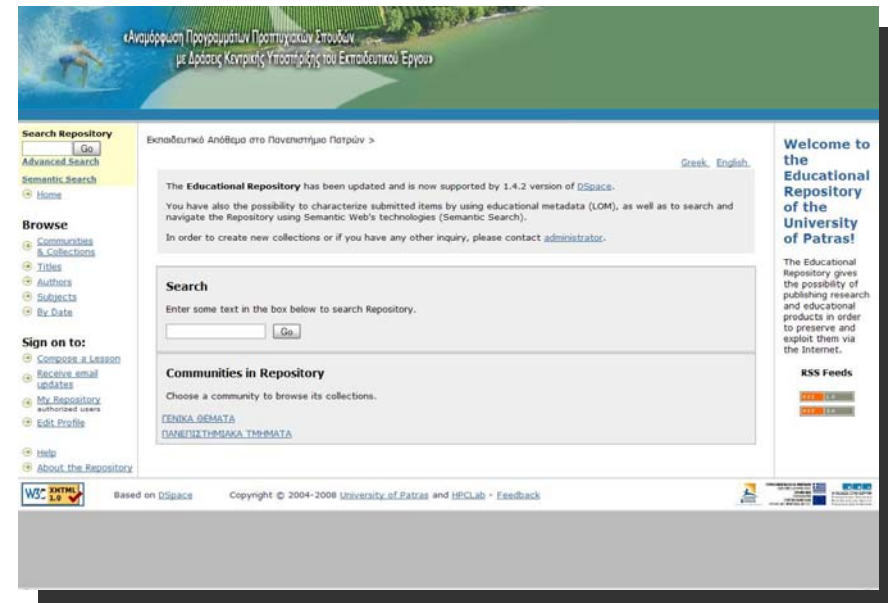 «Αναμόρφωση Προγραμμάτων Προπτυχιακών Σπουδών
με Δράσεις Κεντρικής Υποστήριξης του Εκπαιδευτικού Έργου»
Search Repository
Go
Advanced Search
Semantic Search
Home
Browse
Communities
& Collections
Titles
Authors
Subjects
By Date
Sign on to:
Compose a Lesson
Receive email
updates
My Repository
authorized users
Edit Profile
Help
About the Repository
Εκπαιδευτικό Απόθεμα στο Πανεπιστήμιο Πατρών >
Greek. English.
The Educational Repository has been updated and is now supported by 1.4.2 version of DSpace.
You have also the possibility to characterize submitted items by using educational metadata (LOM), as well as to search and
navigate the Repository using Semantic Web's technologies (Semantic Search).
In order to create new collections or if you have any other inquiry, please contact administrator.
Search
Enter some text in the box below to search Repository.
Go
Communities in Repository
Choose a community to browse its collections.
ΓΕΝΙΚΑ ΘΕΜΑΤΑ
ΠΑΝΕΠΙΣΤΗΜΙΑΚΑ ΤΜΗΜΑΤΑ
Welcome to
the
Educational
Repository
of the
University
of Patras!
The Educational
Repository gives
the possibility of
publishing research
and educational
products in order
to preserve and
exploit them via
the Internet.
RSS Feeds
W3C XHTML 1.0
Based on DSpace
Copyright © 2004-2008 University of Patras and HPCLab - Feedback